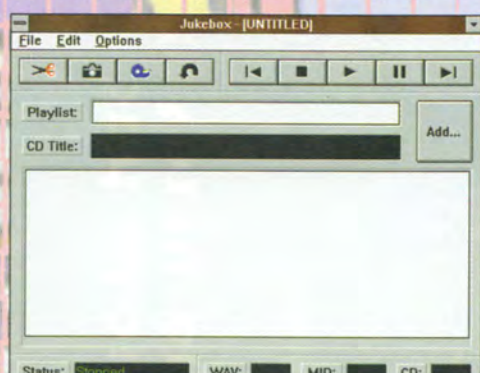 Jukebox - [UNTITLED]
File Edit Options
Playlist:
Add...
CD Title:
Status: Stopped WAV: MID: CD: